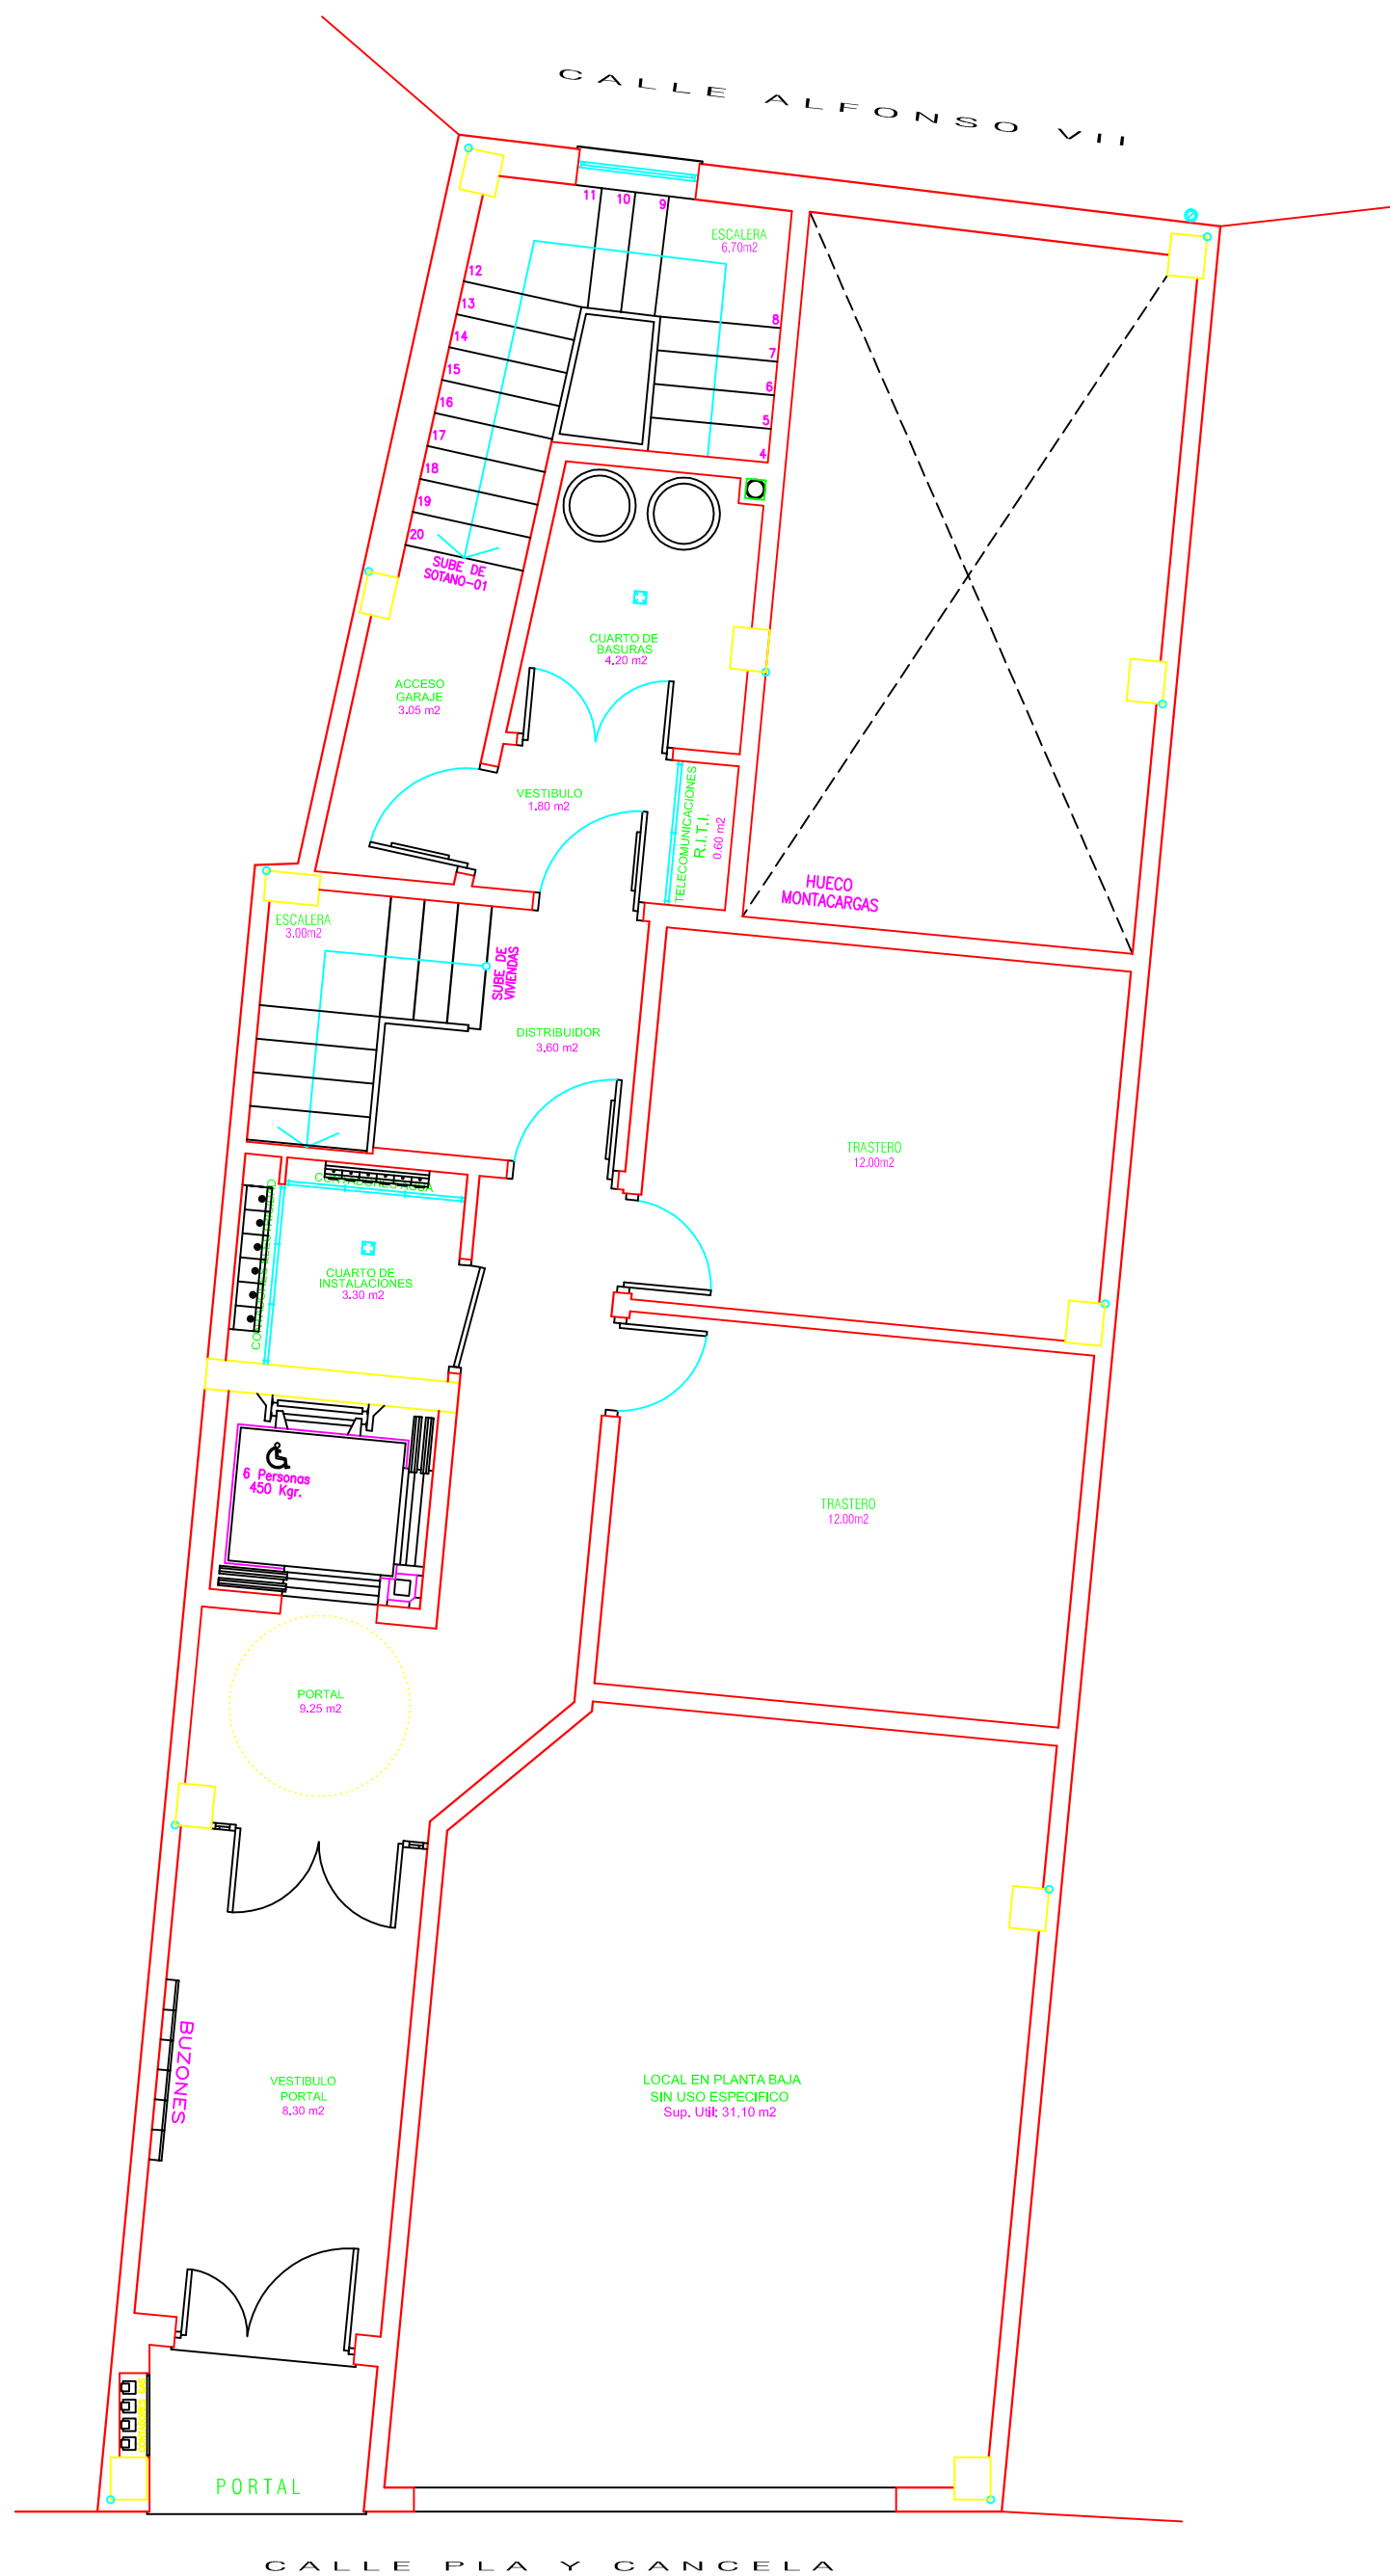 CALLE ALFONSO VII
11
10
9
ESCALERA
6.70m2
12
13
14
15
16
17
18
19
20
8
7
6
5
4
SUBE DE
SOTANO-01
CUARTO DE
BASURAS
4.20 m2
ACCESO
GARAJE
3.05 m2
VESTIBULO
1.80 m2
TELECOMUNICACIONES
R.I.T.I.
0.60 m2
HUECO
MONTACARGAS
ESCALERA
3.00m2
SUBE DE
VIVIENDAS
DISTRIBUIDOR
3.60 m2
TRASTERO
12.00m2
CONTADORES AGUA
CUARTO DE
INSTALACIONES
3.30 m2
6 Personas
450 Kgr.
TRASTERO
12.00m2
PORTAL
9.25 m2
BUZONES
VESTIBULO
PORTAL
8.30 m2
LOCAL EN PLANTA BAJA
SIN USO ESPECIFICO
Sup. Util: 31,10 m2
PORTAL
CALLE PLA Y CANCELA